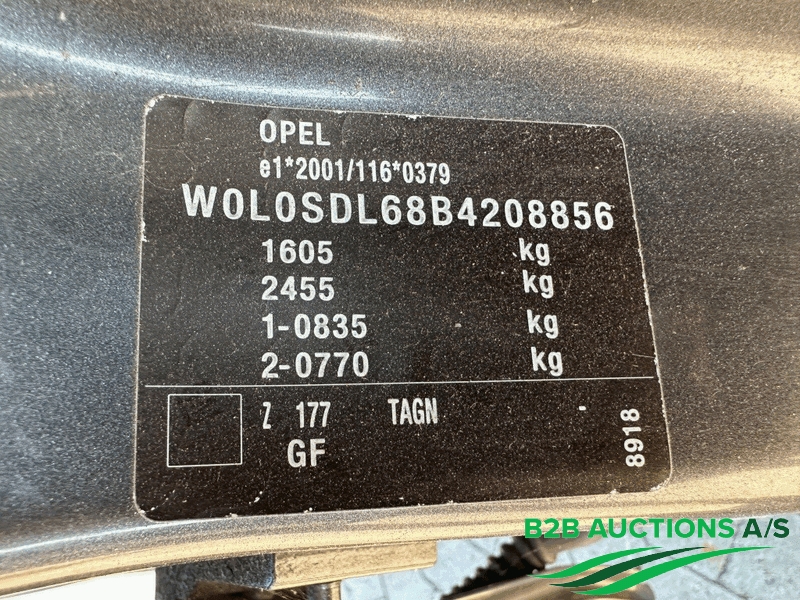 OPEL
e1*2001/116*0379
W0L0SDL68B4208856
1605 kg
2455 kg
1-0835 kg
2-0770 kg
Z 177 TAGN
GF
8918
B2B AUCTIONS A/S